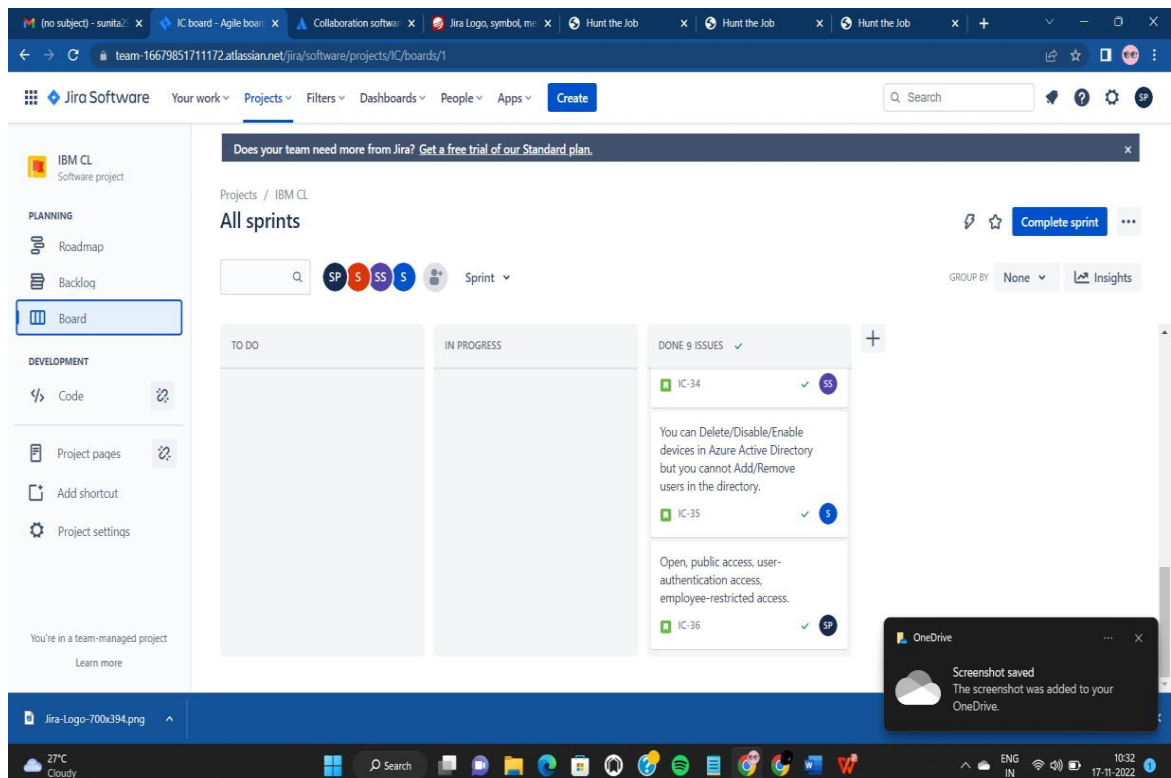 (no subject) - sunita2
IC board - Agile boar
Collaboration softwar
Jira Logo, symbol, me
Hunt the Job
Hunt the Job
Hunt the Job
team-16679851711172.atlassian.net/jira/software/projects/IC/boards/1
Jira Software
Your work
Projects
Filters
Dashboards
People
Apps
Create
Search
SP
Does your team need more from Jira? Get a free trial of our Standard plan.
IBM CL
Software project
PLANNING
Roadmap
Backlog
Board
DEVELOPMENT
Code
Project pages
Add shortcut
Project settings
You're in a team-managed project
Learn more
Projects / IBM CL
All sprints
Complete sprint
SP S SS S
Sprint
GROUP BY None
Insights
TO DO
IN PROGRESS
DONE 9 ISSUES
IC-34
SS
You can Delete/Disable/Enable
devices in Azure Active Directory
but you cannot Add/Remove
users in the directory.
IC-35
S
Open, public access, user-
authentication access,
employee-restricted access.
IC-36
SP
OneDrive
Screenshot saved
The screenshot was added to your
OneDrive.
Jira-Logo-700x394.png
27°C
Cloudy
Search
ENG
IN
10:32
17-11-2022
1